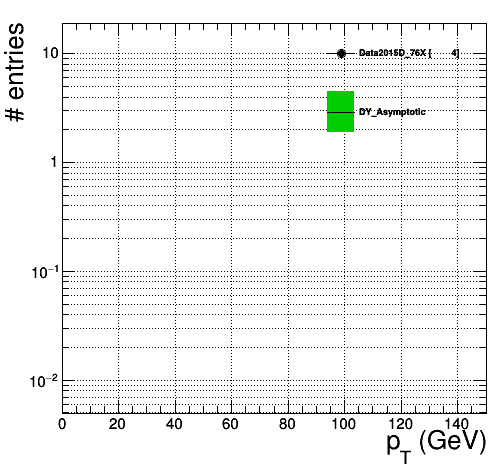 # entries
10
Data2015D_76X [ 4]
DY_Asymptotic
1
10⁻¹
10⁻²
0 20 40 60 80 100 120 140
p_T (GeV)